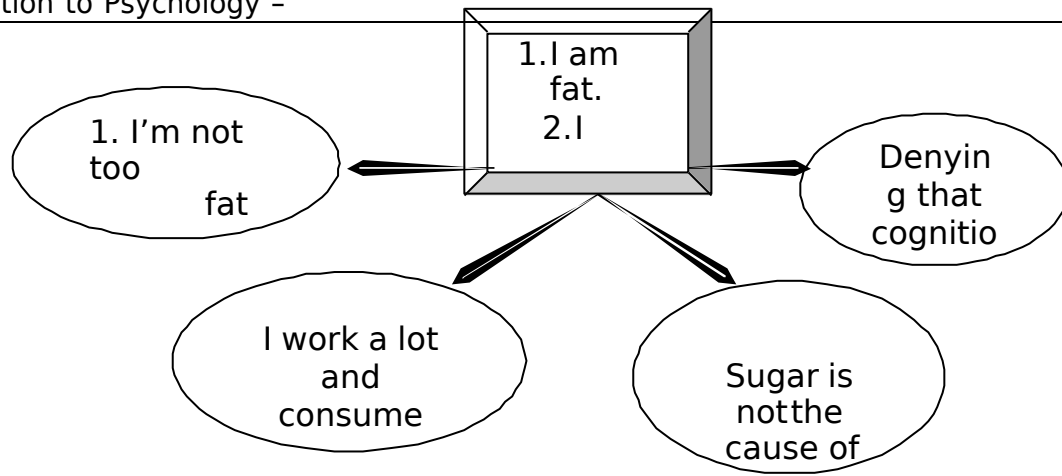 tion to Psychology –
1.I am
fat.
2.I
1. I’m not
too
fat
Denyin
g that
cognitio
I work a lot
and
consume
Sugar is
notthe
cause of